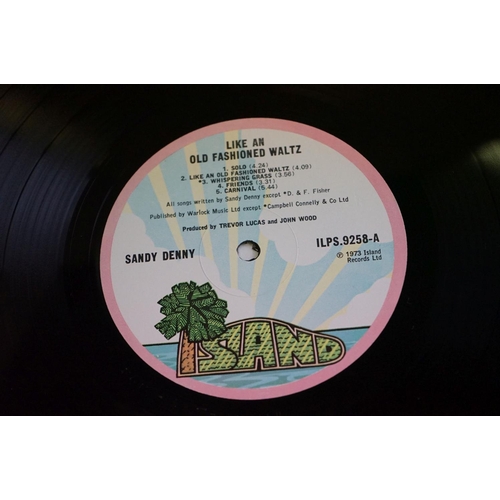 LIKE AN
OLD FASHIONED WALTZ
1. SOLO (4.24)
2. LIKE AN OLD FASHIONED WALTZ (4.09)
*3. WHISPERING GRASS (3.56)
4. FRIENDS (3.31)
5. CARNIVAL (5.44)
All songs written by Sandy Denny except *D. & F. Fisher
Published by Warlock Music Ltd except *Campbell Connelly & Co Ltd
Produced by TREVOR LUCAS and JOHN WOOD
SANDY DENNY
ILPS.9258-A
℗ 1973 Island
Records Ltd
ISLAND